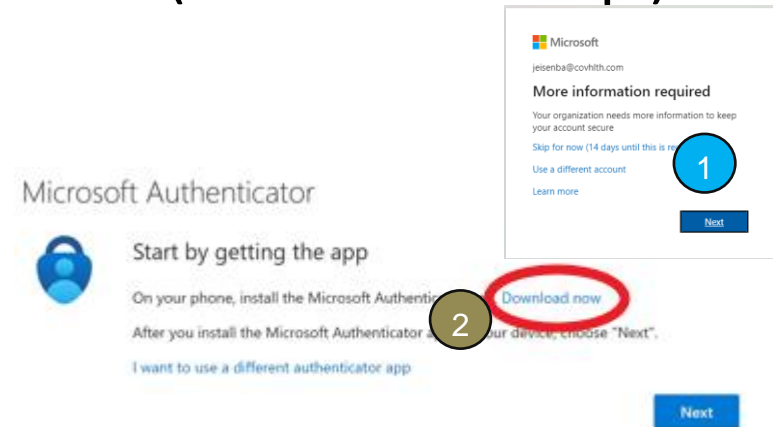 Microsoft
jeisenba@covhlth.com
More information required
Your organization needs more information to keep
your account secure
Skip for now (14 days until this is
1
Use a different account
Learn more
Next
Microsoft Authenticator
Start by getting the app
On your phone, install the Microsoft Download now
2
After you install the Microsoft Authenticator device, choose "Next".
I want to use a different authenticator app
Next